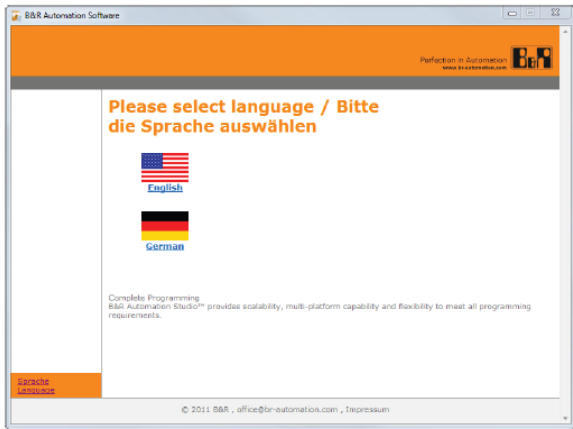 B&R Automation Software
Perfection in Automation
www.br-automation.com
B&R
Please select language / Bitte
die Sprache auswählen
English
German
Complete Programming
B&R Automation Studio™ provides scalability, multi-platform capability and flexibility to meet all programming
requirements.
Sprache
Language
© 2011 B&R , office@br-automation.com , Impressum